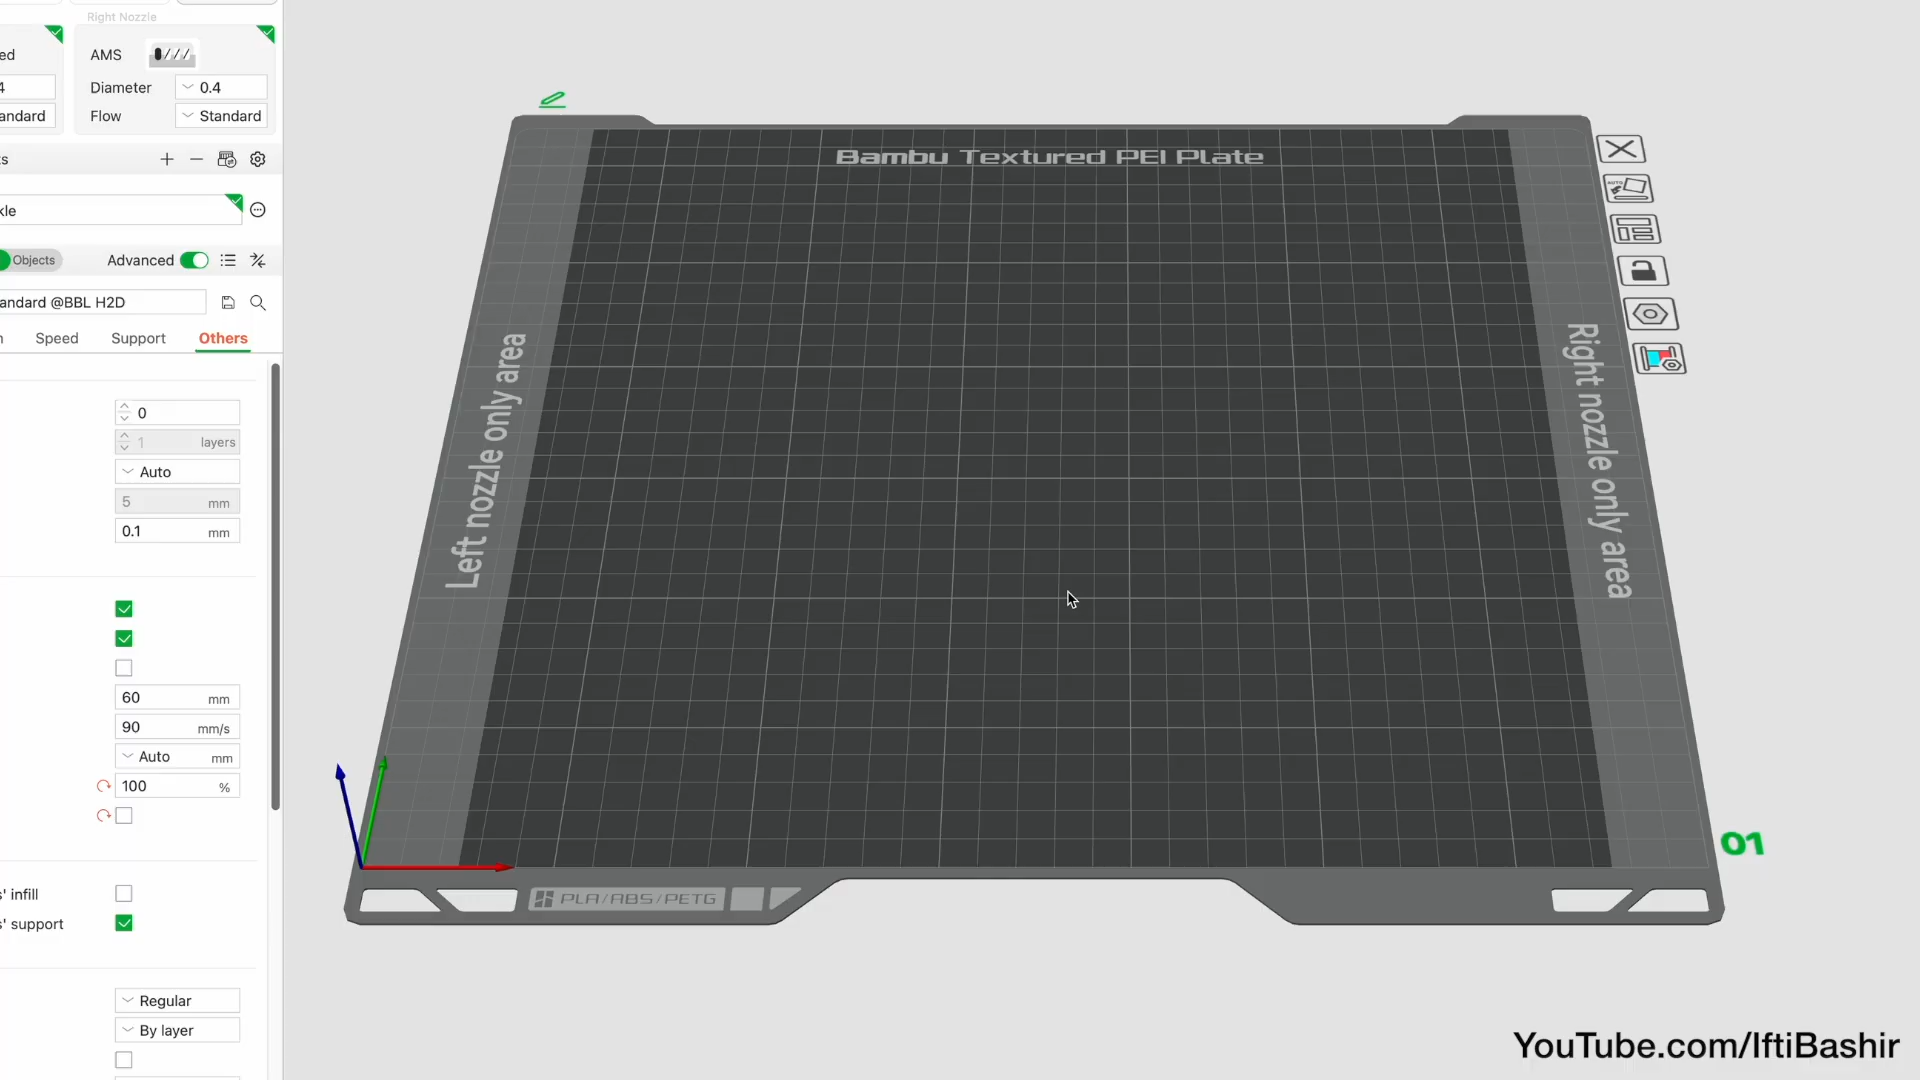 Right Nozzle
ed
AMS
4
Diameter
0.4
andard
Flow
Standard
s
kle
Objects
Advanced
andard @BBL H2D
n
Speed
Support
Others
0
1 layers
Auto
5 mm
0.1 mm
60 mm
90 mm/s
Auto mm
100 %
s' infill
s' support
Regular
By layer
Bambu Textured PEI Plate
Left nozzle only area
Right nozzle only area
AUTO
01
PLA/ABS/PETG
YouTube.com/IftiBashir